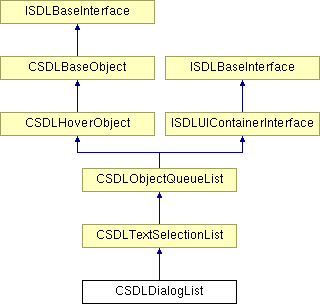 ISDLBaseInterface
CSDLBaseObject
ISDLBaseInterface
CSDLHoverObject
ISDLUIContainerInterface
CSDLObjectQueueList
CSDLTextSelectionList
CSDLDialogList